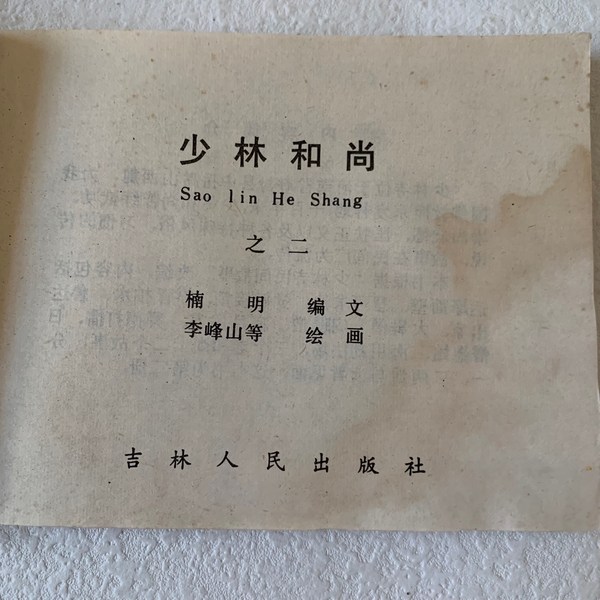 少林和尚
Sao lin He Shang
之二
楠明 编文
李峰山等 绘画
吉林人民出版社